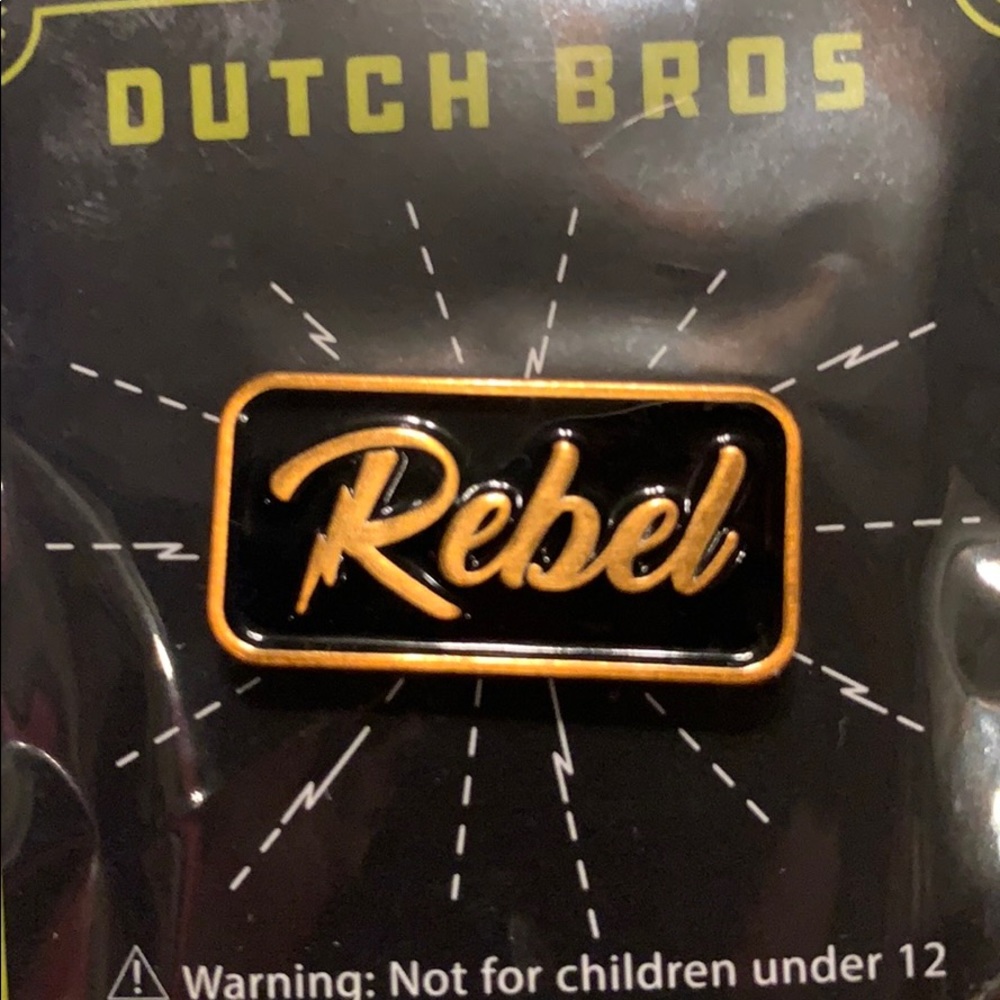 DUTCH BROS
Rebel
Warning: Not for children under 12